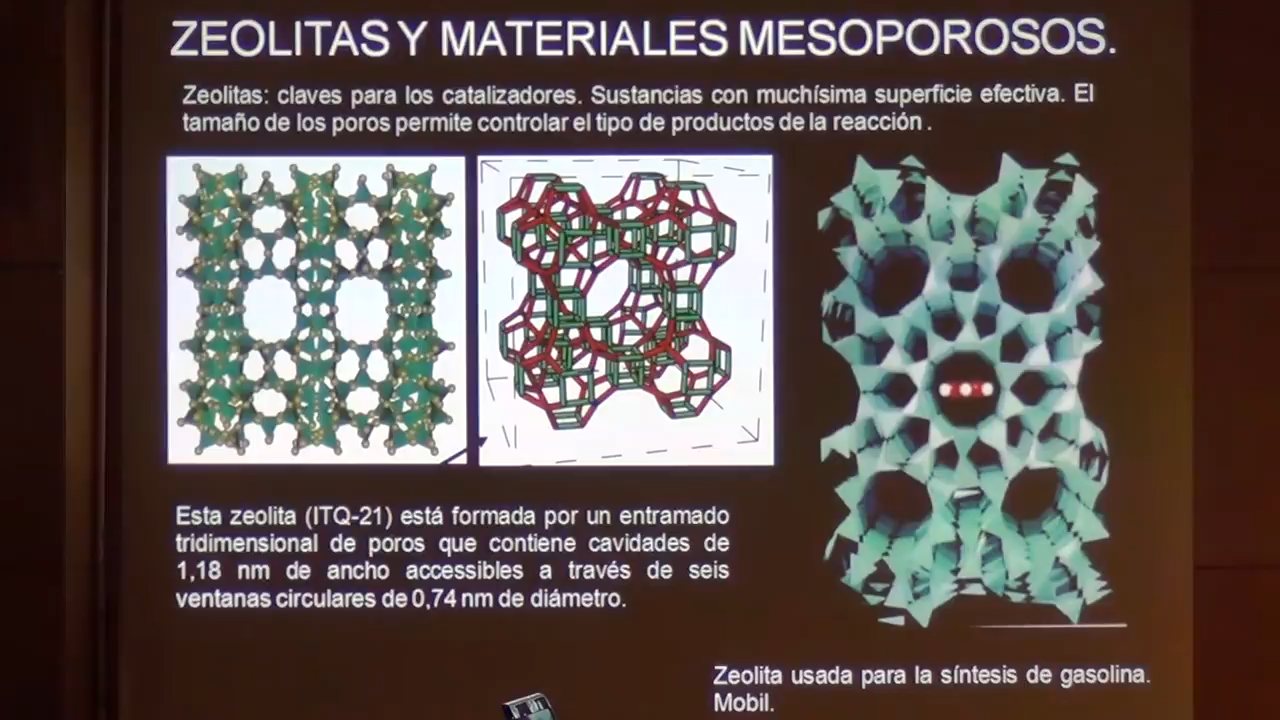 ZEOLITAS Y MATERIALES MESOPOROSOS.
Zeolitas: claves para los catalizadores. Sustancias con muchísima superficie efectiva. El
tamaño de los poros permite controlar el tipo de productos de la reacción .
Esta zeolita (ITQ-21) está formada por un entramado
tridimensional de poros que contiene cavidades de
1,18 nm de ancho accessibles a través de seis
ventanas circulares de 0,74 nm de diámetro.
Zeolita usada para la síntesis de gasolina.
Mobil.